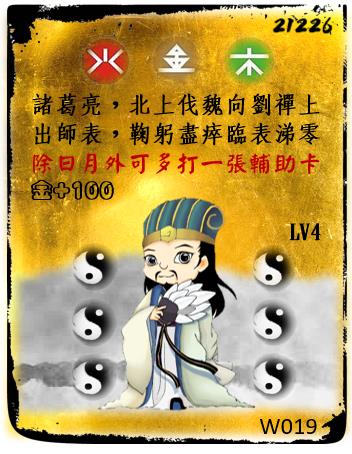 21226
火 金 木
諸葛亮，北上伐魏向劉禪上
出師表，鞠躬盡瘁臨表涕零
除日月外可多打一張輔助卡
金+100
LV4
W019